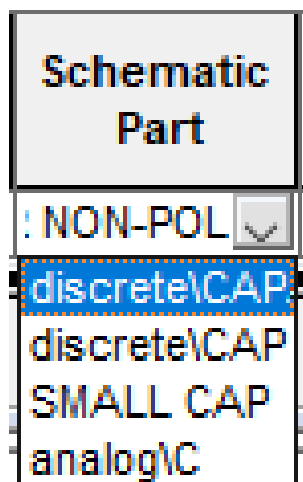 Schematic
Part
: NON-POL
discrete\CAP
discrete\CAP
SMALL CAP
analog\C